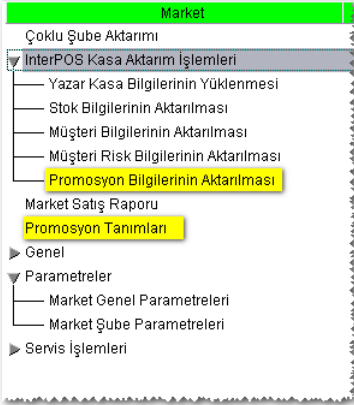 Market
Çoklu Şube Aktarımı
InterPOS Kasa Aktarım İşlemleri
Yazar Kasa Bilgilerinin Yüklenmesi
Stok Bilgilerinin Aktarılması
Müşteri Bilgilerinin Aktarılması
Müşteri Risk Bilgilerinin Aktarılması
Promosyon Bilgilerinin Aktarılması
Market Satış Raporu
Promosyon Tanımları
Genel
Parametreler
Market Genel Parametreleri
Market Şube Parametreleri
Servis İşlemleri